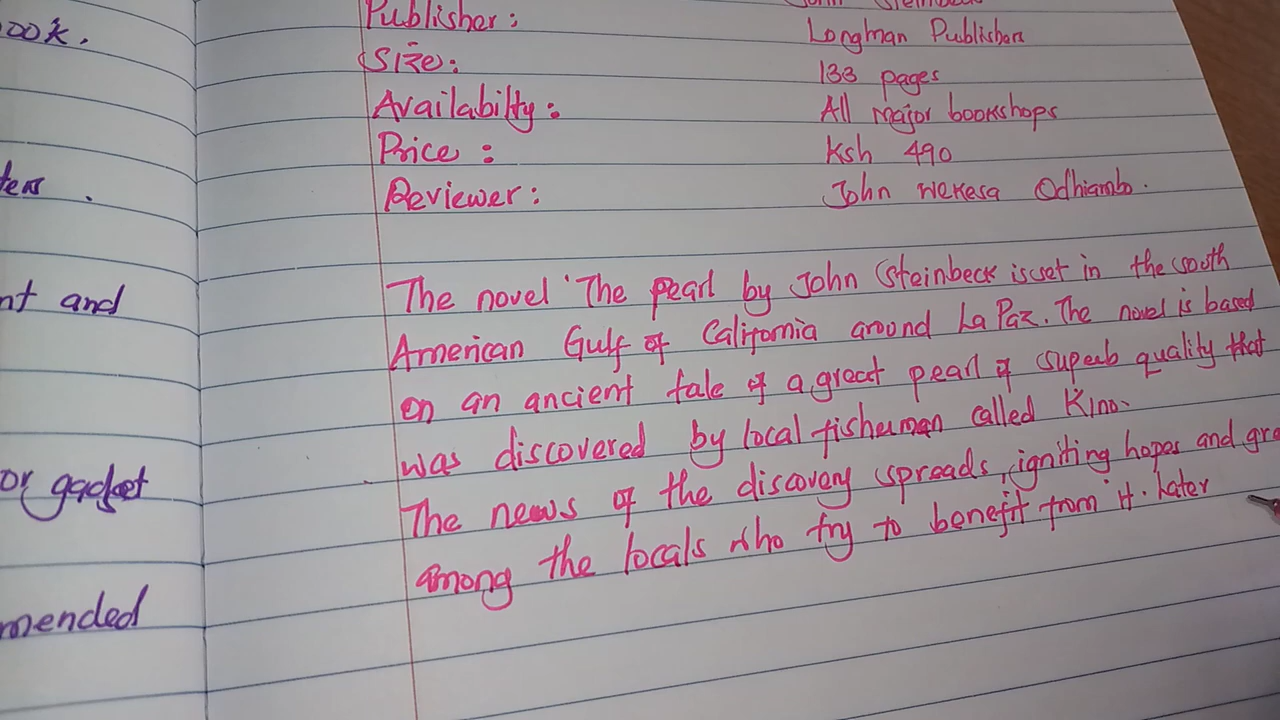 ook.
Publisher: Longman Publishers
Size: 133 pages
Availabilty: All major bookshops
Price: Ksh 490
Reviewer: John Wekesa Odhiambo.
The novel 'The pearl by John Steinbeck is set in the south
American Gulf of California around La Paz. The novel is based
on an ancient tale of a great pearl of superb quality that
was discovered by local fisherman called Kino.
The news of the discovery spreads, igniting hopes and gre
among the locals who try to benefit from it. Later
nt and
or gadget
mended